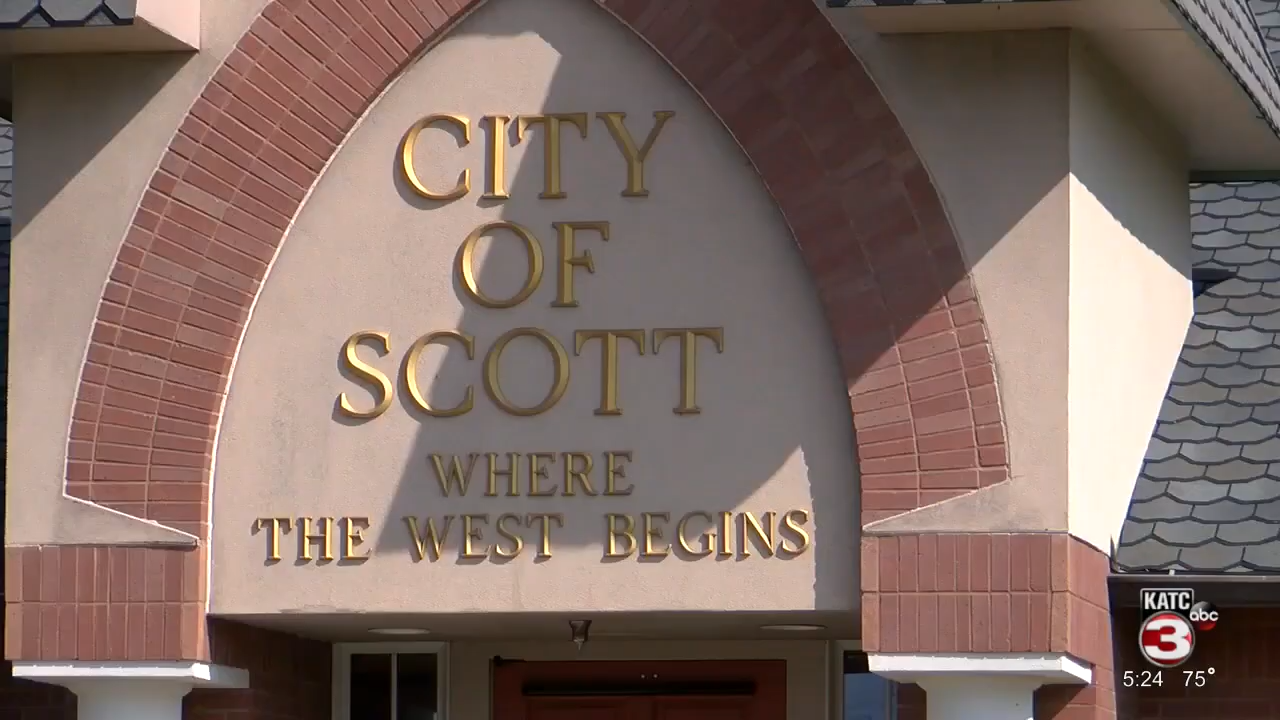 CITY
OF
SCOTT
WHERE
THE WEST BEGINS
KATC
abc
3
5:24 75°